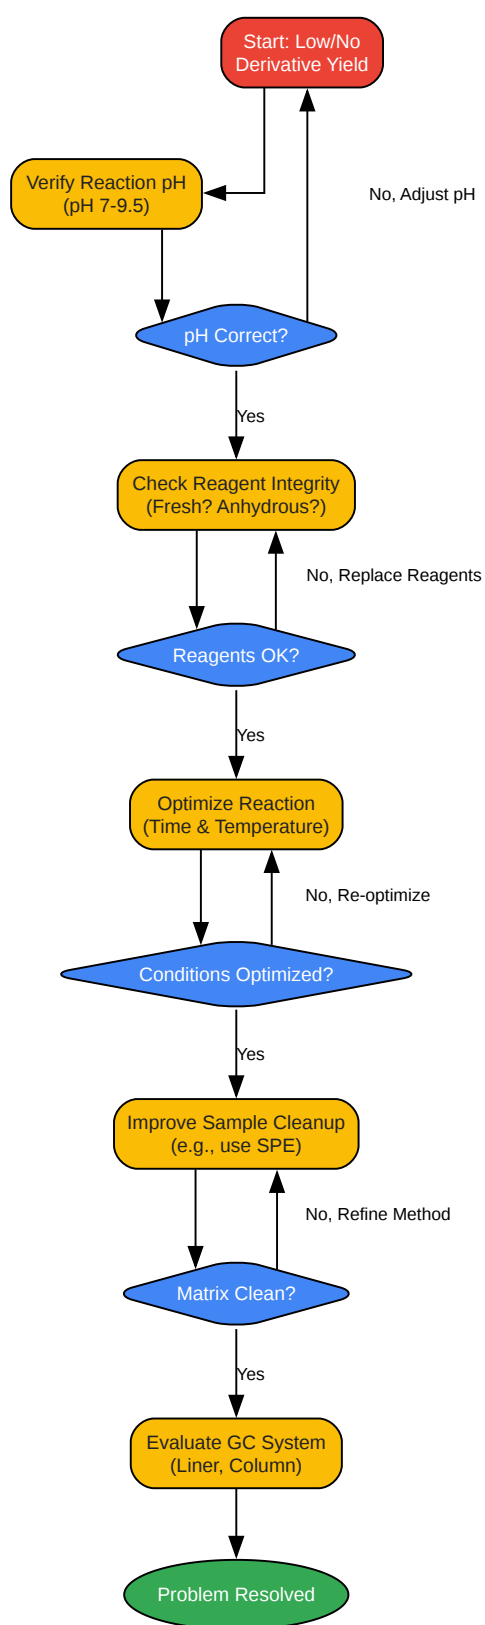 Start: Low/No
Derivative Yield
Verify Reaction pH
(pH 7-9.5)
No, Adjust pH
pH Correct?
Yes
Check Reagent Integrity
(Fresh? Anhydrous?)
No, Replace Reagents
Reagents OK?
Yes
Optimize Reaction
(Time & Temperature)
No, Re-optimize
Conditions Optimized?
Yes
Improve Sample Cleanup
(e.g., use SPE)
No, Refine Method
Matrix Clean?
Yes
Evaluate GC System
(Liner, Column)
Problem Resolved